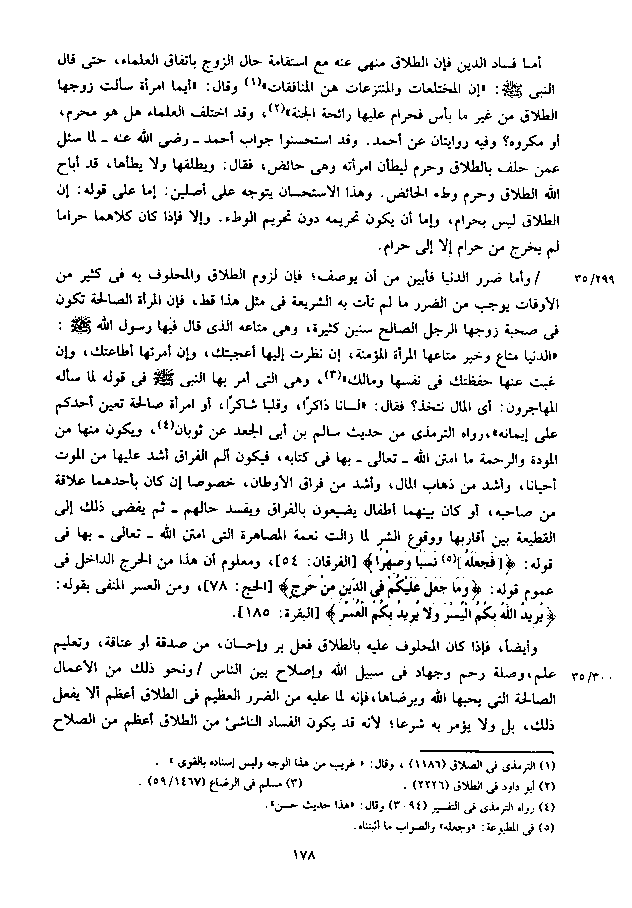 أما فساد الدين فإن الطلاق منهى عنه مع استقامة حال الزوج باتفاق العلماء، حتى قال
النبى ﷺ: «إن المختلعات والمنتزعات هن المنافقات»(١) وقال: «أيما امرأة سألت زوجها
الطلاق من غير ما بأس فحرام عليها رائحة الجنة»(٢)، وقد اختلف العلماء هل هو محرم،
أو مكروه؟ وفيه روايتان عن أحمد. وقد استحسنوا جواب أحمد ـ رضي الله عنه ـ لما سئل
عمن حلف بالطلاق وحرم ليطأن امرأته وهى حائض، فقال: ويطلقها ولا يطأها، قد أباح
الله الطلاق وحرم وطء الحائض. وهذا الاستحسان يتوجه على أصلين: إما على قوله: إن
الطلاق ليس بحرام، وإما أن يكون تحريمه دون تحريم الوطء. وإلا فإذا كان كلاهما حراما
لم يخرج من حرام إلا إلى حرام.
٣٥/٢٩٩ / وأما ضرر الدنيا فأبين من أن يوصف؛ فإن لزوم الطلاق والمحلوف به فى كثير من
الأوقات يوجب من الضرر ما لم تأت به الشريعة فى مثل هذا قط، فإن المرأة الصالحة تكون
فى صحبة زوجها الرجل الصالح سنين كثيرة، وهى متاعه الذى قال فيها رسول الله ﷺ :
«الدنيا متاع وخير متاعها المرأة المؤمنة، إن نظرت إليها أعجبتك، وإن أمرتها أطاعتك، وإن
غبت عنها حفظتك فى نفسها ومالك»(٣)، وهى التى أمر بها النبى ﷺ فى قوله لما سأله
المهاجرون: أى المال نتخذ؟ فقال: «لسانا ذاكرًا، وقلبا شاكرًا، أو امرأة صالحة تعين أحدكم
على إيمانه»،رواه الترمذى من حديث سالم بن أبى الجعد عن ثوبان(٤)، ويكون منها من
المودة والرحمة ما امتن الله ـ تعالى ـ بها فى كتابه، فيكون ألم الفراق أشد عليها من الموت
أحيانا، وأشد من ذهاب المال، وأشد من فراق الأوطان، خصوصا إن كان بأحدهما علاقة
من صاحبه، أو كان بينهما أطفال يضيعون بالفراق ويفسد حالهم ـ ثم يفضى ذلك إلى
القطيعة بين أقاربها ووقوع الشر لما زالت نعمة المصاهرة التى امتن الله ـ تعالى ـ بها فى
قوله: ﴿[فَجَعَلَهُ](٥) نَسَبًا وَصِهْرًا﴾ [الفرقان: ٥٤]، ومعلوم أن هذا من الحرج الداخل فى
عموم قوله: ﴿وَمَا جَعَلَ عَلَيْكُمْ فِى الدِّينِ مِنْ حَرَجٍ﴾ [الحج: ٧٨]، ومن العسر المنفى بقوله:
﴿يُرِيدُ اللَّهُ بِكُمُ الْيُسْرَ وَلا يُرِيدُ بِكُمُ الْعُسْرَ﴾ [البقرة: ١٨٥].
وأيضاً، فإذا كان المحلوف عليه بالطلاق فعل بر وإحسان، من صدقة أو عتاقة، وتعليم
٣٥/٣٠٠ علم،وصلة رحم وجهاد فى سبيل الله وإصلاح بين الناس / ونحو ذلك من الأعمال
الصالحة التى يحبها الله ويرضاها،فإنه لما عليه من الضرر العظيم فى الطلاق أعظم ألا يفعل
ذلك، بل ولا يؤمر به شرعا؛ لأنه قد يكون الفساد الناشئ من الطلاق أعظم من الصلاح
(١) الترمذى فى الصلاق (١١٨٦) ، وقال: « غريب من هذا الوجه وليس إسناده بالقوى » .
(٢) أبو داود فى الطلاق (٢٢٢٦) . (٣) مسلم فى الرضاع (٥٩/١٤٦٧) .
(٤) رواه الترمذى فى التفسير (٣٠٩٤) وقال: «هذا حديث حسن».
(٥) فى المطبوعة: «وجعله» والصواب ما أثبتناه.
١٧٨